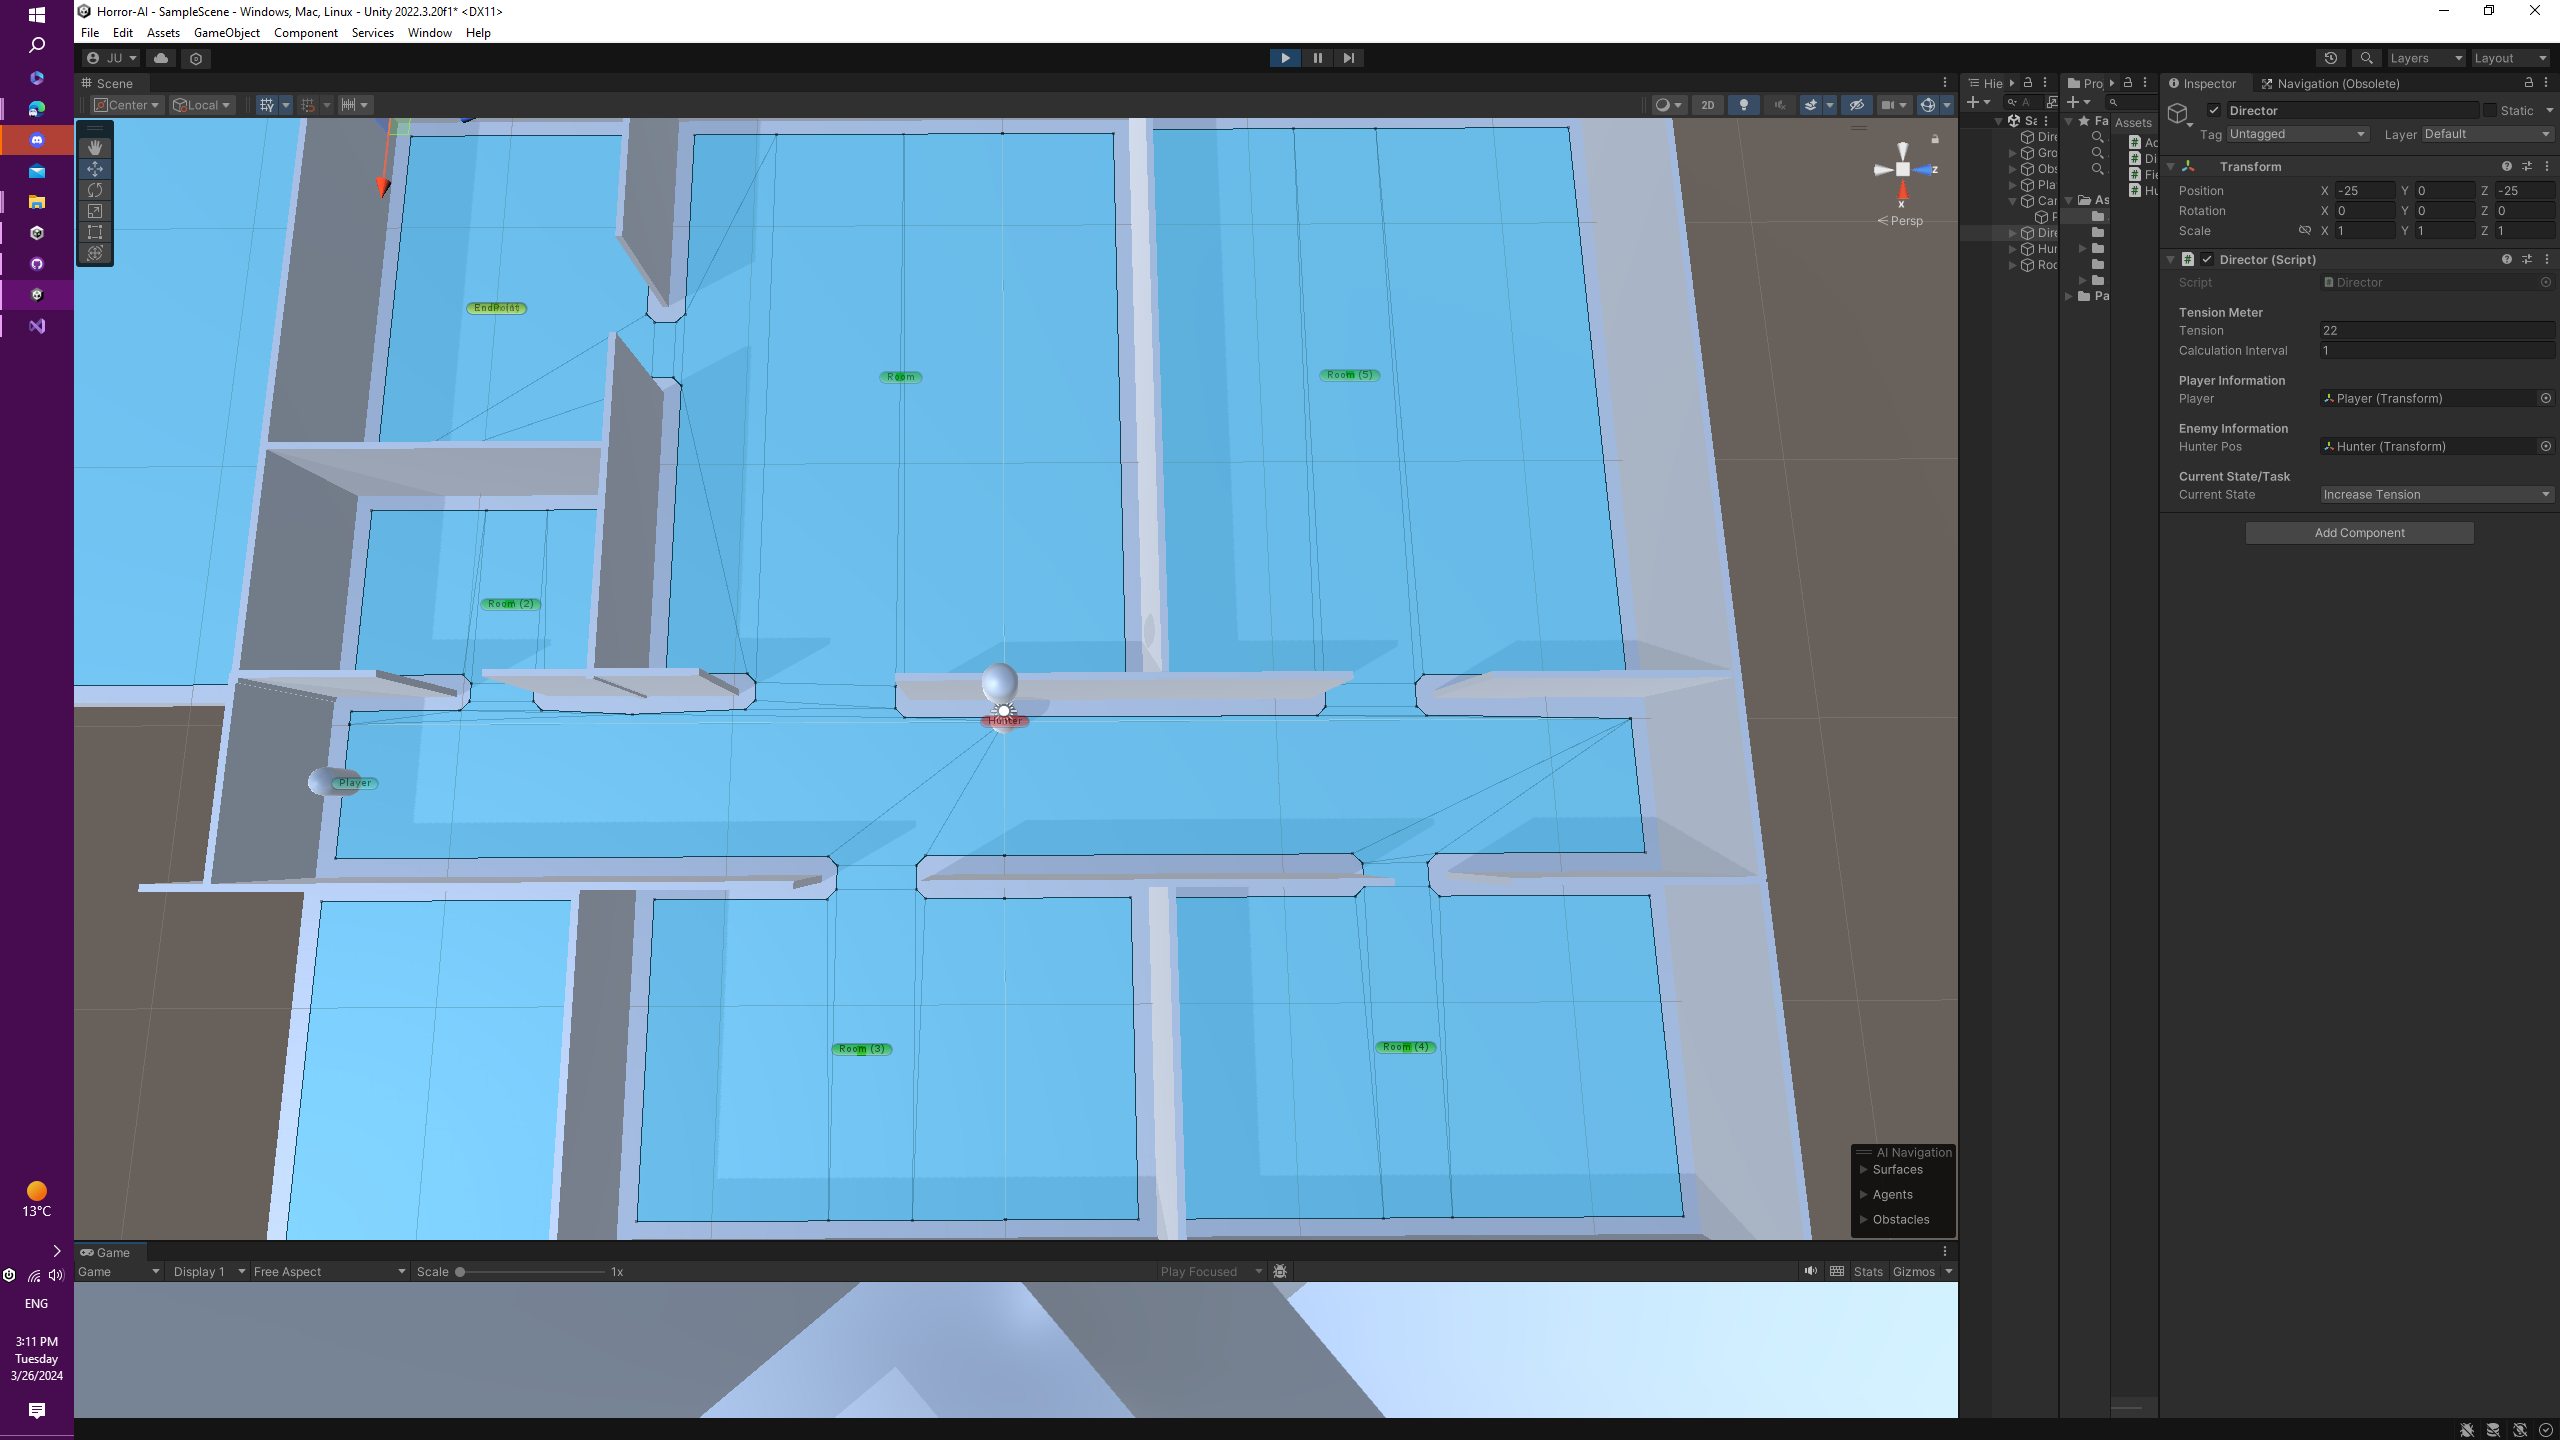 Horror-AI - SampleScene - Windows, Mac, Linux - Unity 2022.3.20f1* <DX11>
File Edit Assets GameObject Component Services Window Help
JU
Layers Layout
Scene
Center Local
2D
Persp
x
z
EndPoint
Room
Room (5)
Room (2)
Hunter
Player
Room (3)
Room (4)
AI Navigation
Surfaces
Agents
Obstacles
Game
Game Display 1 Free Aspect Scale 1x Play Focused Stats Gizmos
Hie
Sa
Dire
Gro
Obs
Pla
Car
Dire
Hun
Roo
Pro
Fa
As
Pa
Assets
Ac
Di
Fie
Hu
Inspector Navigation (Obsolete)
Director Static
Tag Untagged Layer Default
Transform
Position X -25 Y 0 Z -25
Rotation X 0 Y 0 Z 0
Scale X 1 Y 1 Z 1
Director (Script)
Script Director
Tension Meter
Tension 22
Calculation Interval 1
Player Information
Player Player (Transform)
Enemy Information
Hunter Pos Hunter (Transform)
Current State/Task
Current State Increase Tension
Add Component
13°C
ENG
3:11 PM
Tuesday
3/26/2024